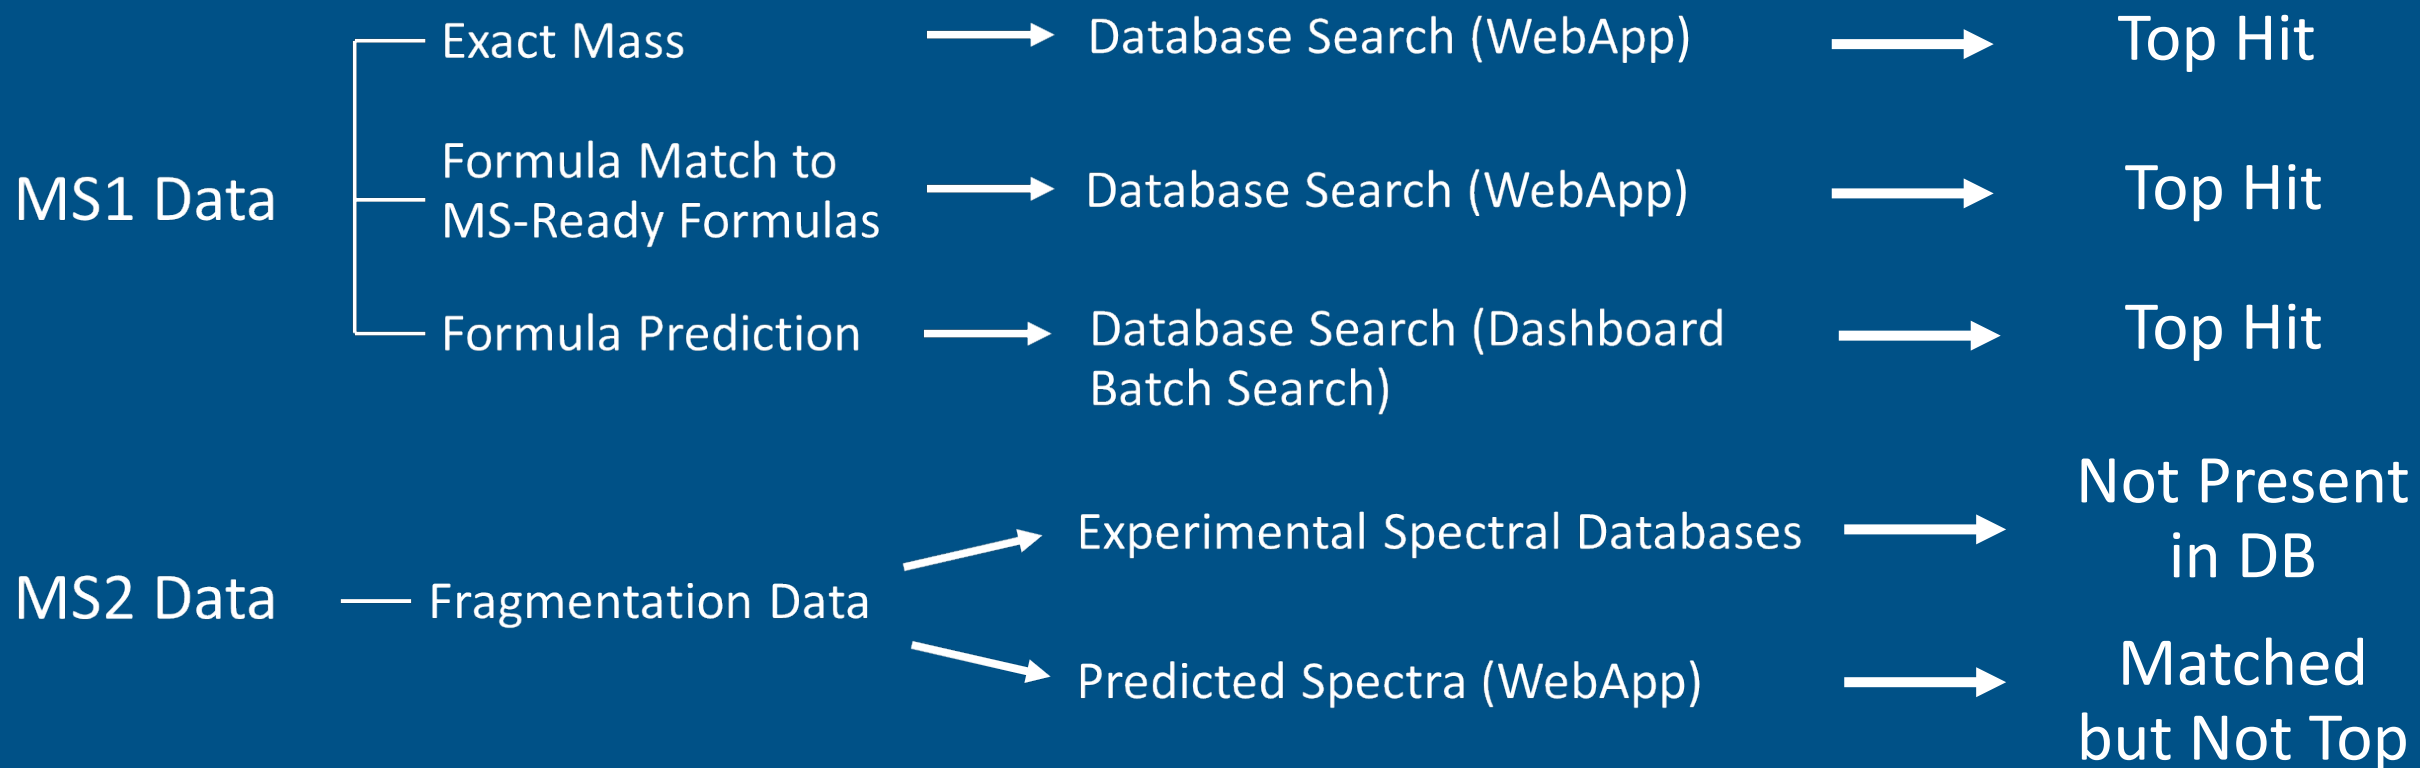 Exact Mass
Database Search (WebApp)
Top Hit
MS1 Data
Formula Match to
MS-Ready Formulas
Database Search (WebApp)
Top Hit
Formula Prediction
Database Search (Dashboard
Batch Search)
Top Hit
MS2 Data
Fragmentation Data
Experimental Spectral Databases
Not Present
in DB
Predicted Spectra (WebApp)
Matched
but Not Top